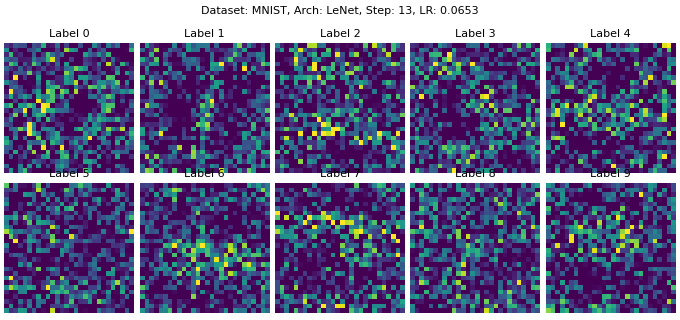 Dataset: MNIST, Arch: LeNet, Step: 13, LR: 0.0653
Label 0 Label 1 Label 2 Label 3 Label 4
Label 5 Label 6 Label 7 Label 8 Label 9